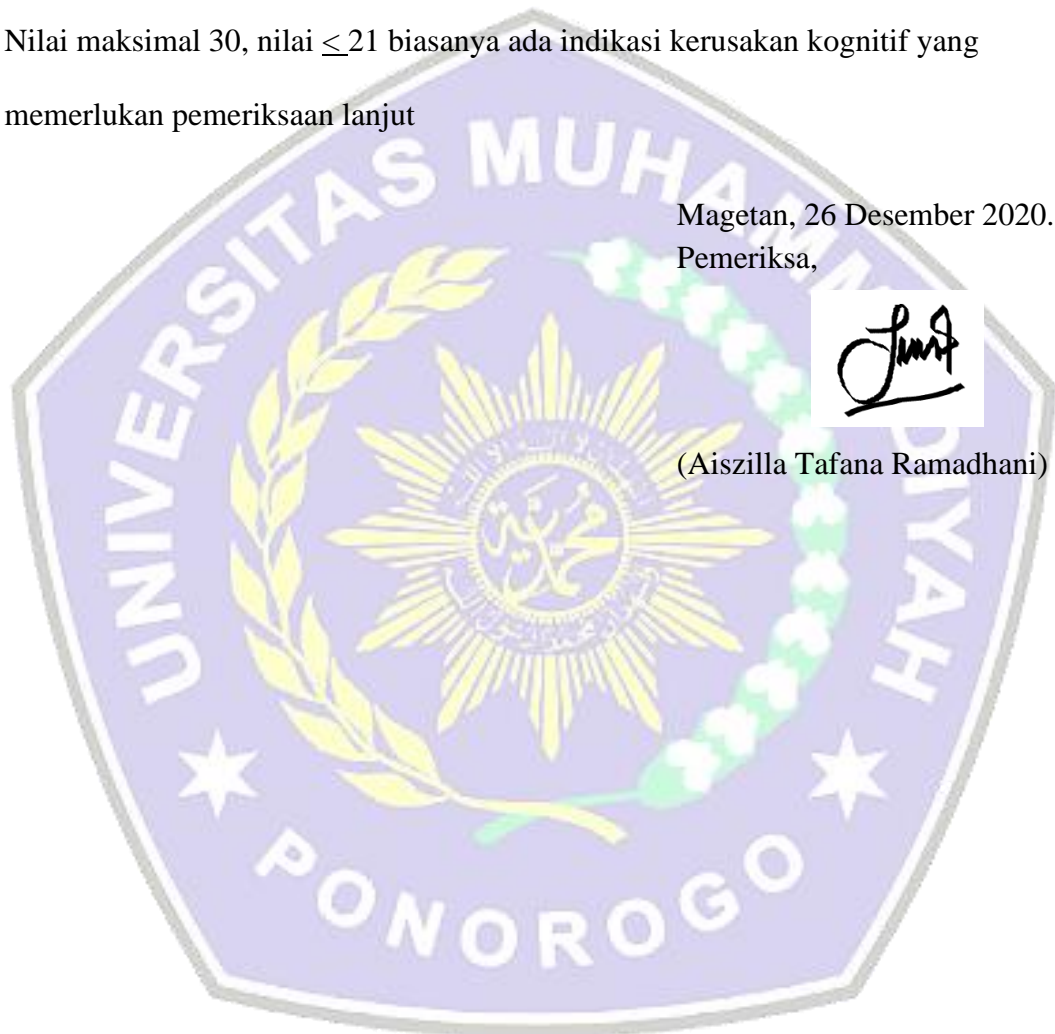 Nilai maksimal 30, nilai < 21 biasanya ada indikasi kerusakan kognitif yang
memerlukan pemeriksaan lanjut
Magetan, 26 Desember 2020.
Pemeriksa,
(Aiszilla Tafana Ramadhani)
UNIVERSITAS MUHAMMADIYAH
PONOROGO